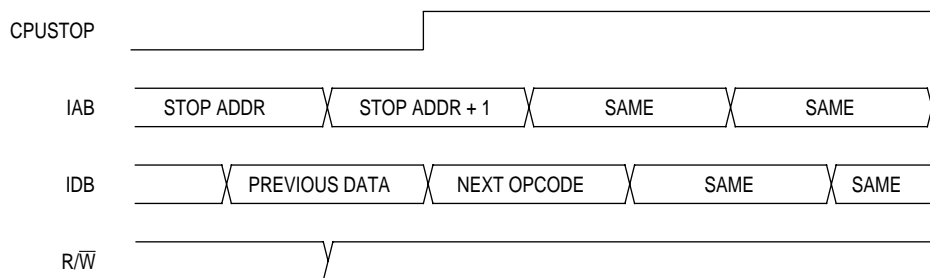 CPUSTOP
IAB STOP ADDR STOP ADDR + 1 SAME SAME
IDB PREVIOUS DATA NEXT OPCODE SAME SAME
R/W̅